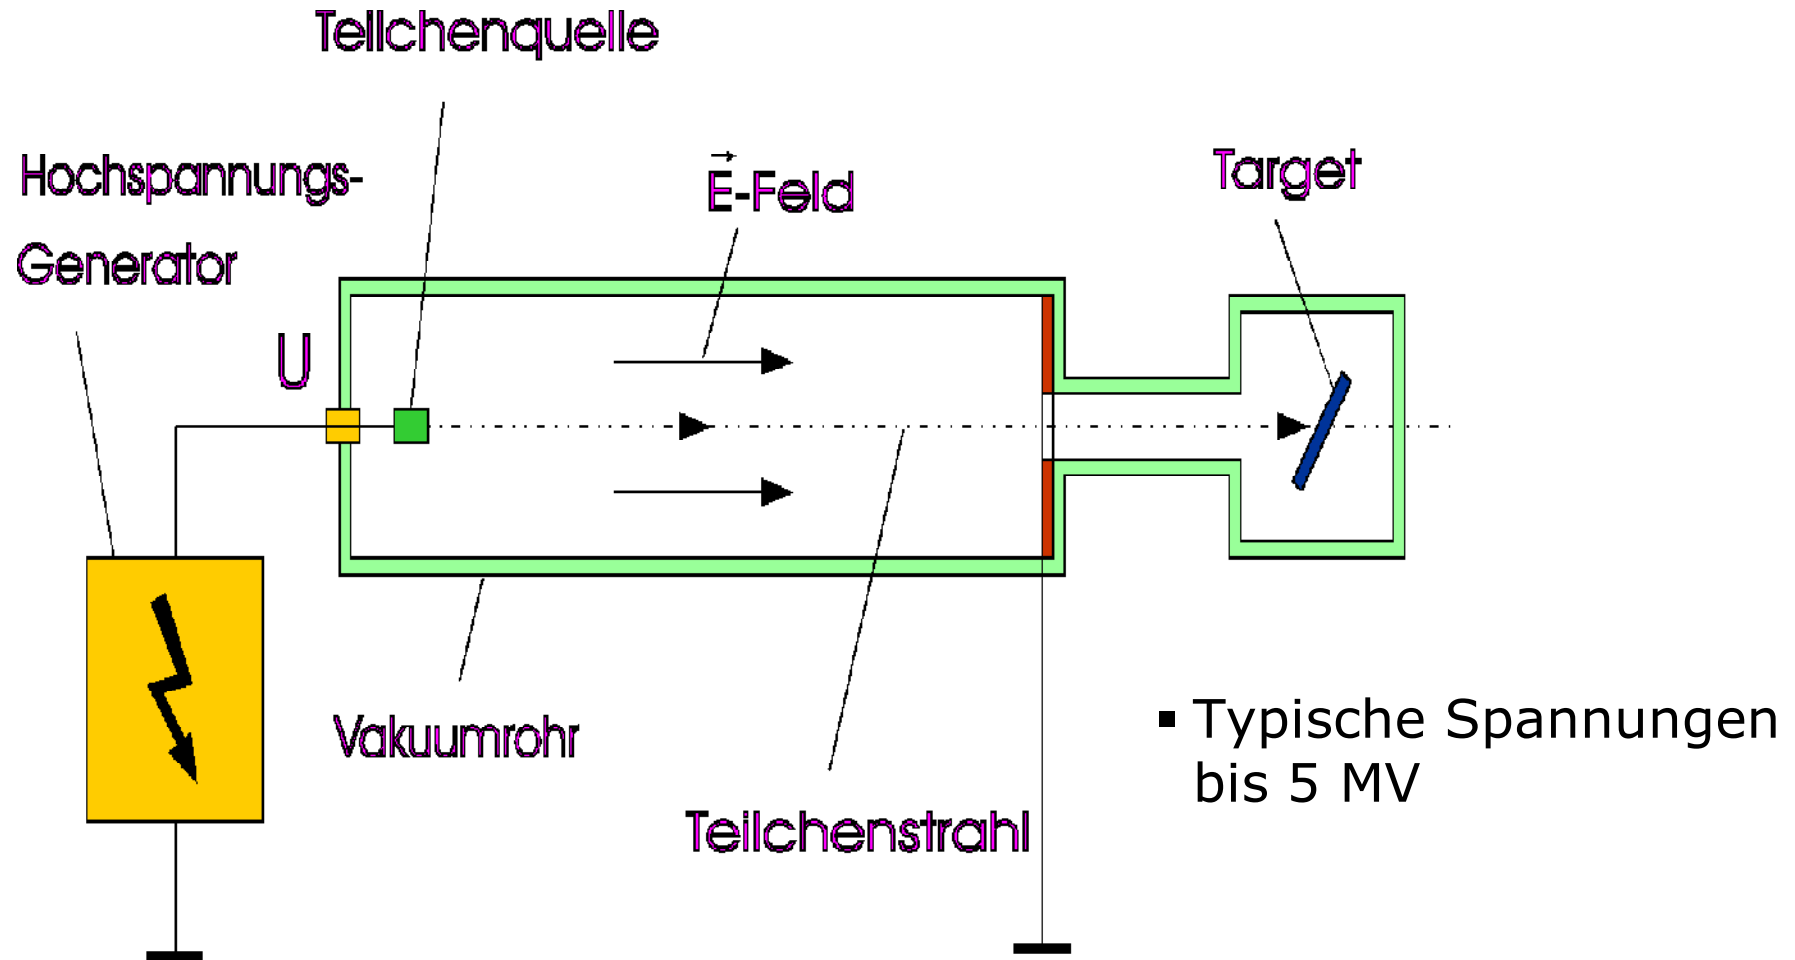 Teilchenquelle
Hochspannungs-
Generator
E-Feld
Target
U
Vakuumrohr
Teilchenstrahl
▪ Typische Spannungen
bis 5 MV